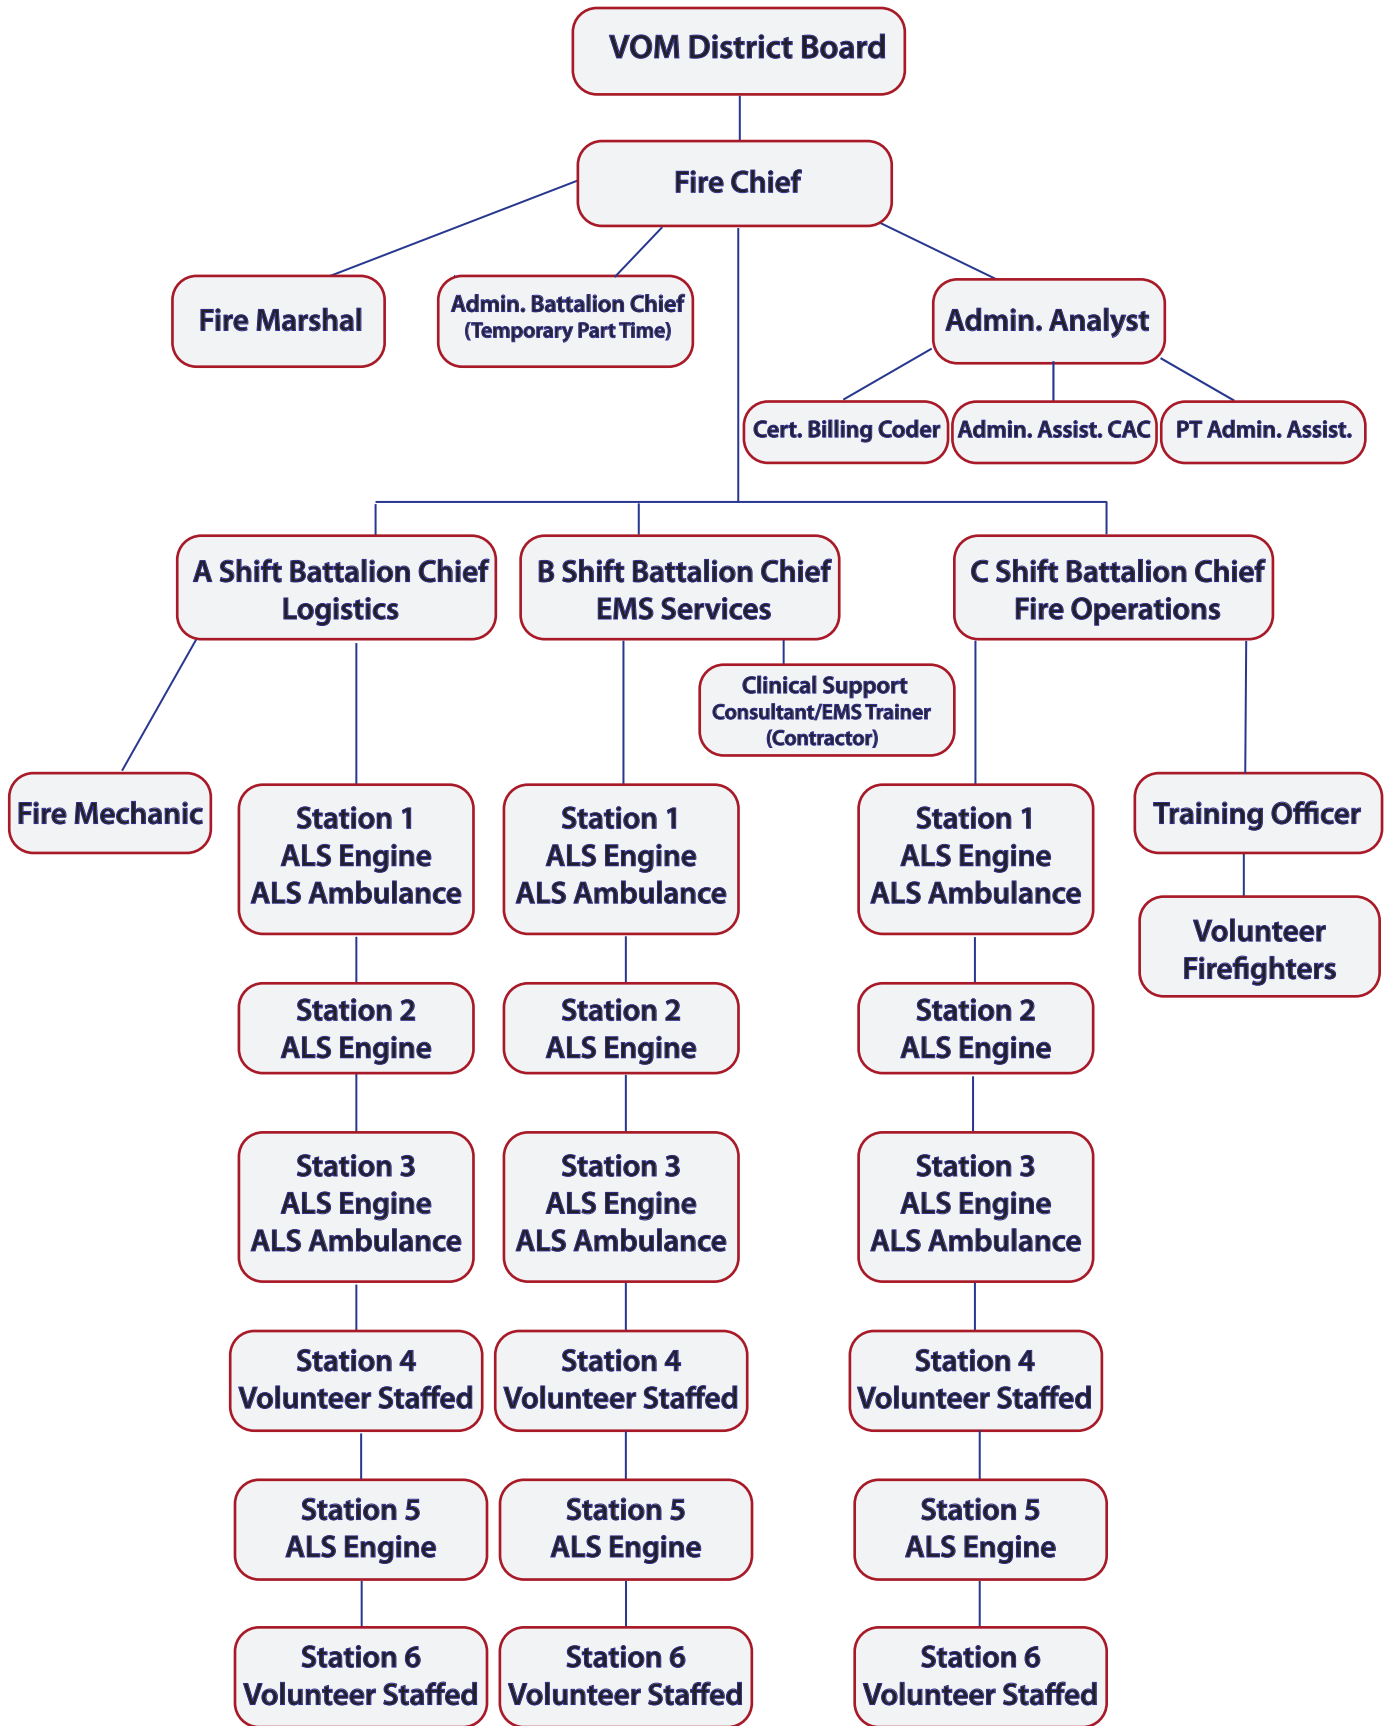 VOM District Board
Fire Chief
Fire Marshal
Admin. Battalion Chief
(Temporary Part Time)
Admin. Analyst
Cert. Billing Coder
Admin. Assist. CAC
PT Admin. Assist.
A Shift Battalion Chief
Logistics
B Shift Battalion Chief
EMS Services
C Shift Battalion Chief
Fire Operations
Clinical Support
Consultant/EMS Trainer
(Contractor)
Fire Mechanic
Station 1
ALS Engine
ALS Ambulance
Station 1
ALS Engine
ALS Ambulance
Station 1
ALS Engine
ALS Ambulance
Training Officer
Volunteer
Firefighters
Station 2
ALS Engine
Station 2
ALS Engine
Station 2
ALS Engine
Station 3
ALS Engine
ALS Ambulance
Station 3
ALS Engine
ALS Ambulance
Station 3
ALS Engine
ALS Ambulance
Station 4
Volunteer Staffed
Station 4
Volunteer Staffed
Station 4
Volunteer Staffed
Station 5
ALS Engine
Station 5
ALS Engine
Station 5
ALS Engine
Station 6
Volunteer Staffed
Station 6
Volunteer Staffed
Station 6
Volunteer Staffed